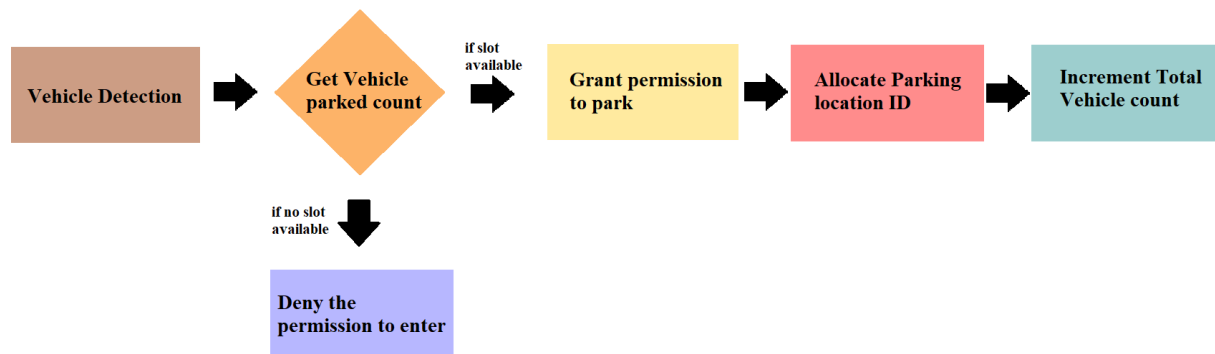 Vehicle Detection
Get Vehicle
parked count
if slot
available
Grant permission
to park
Allocate Parking
location ID
Increment Total
Vehicle count
if no slot
available
Deny the
permission to enter